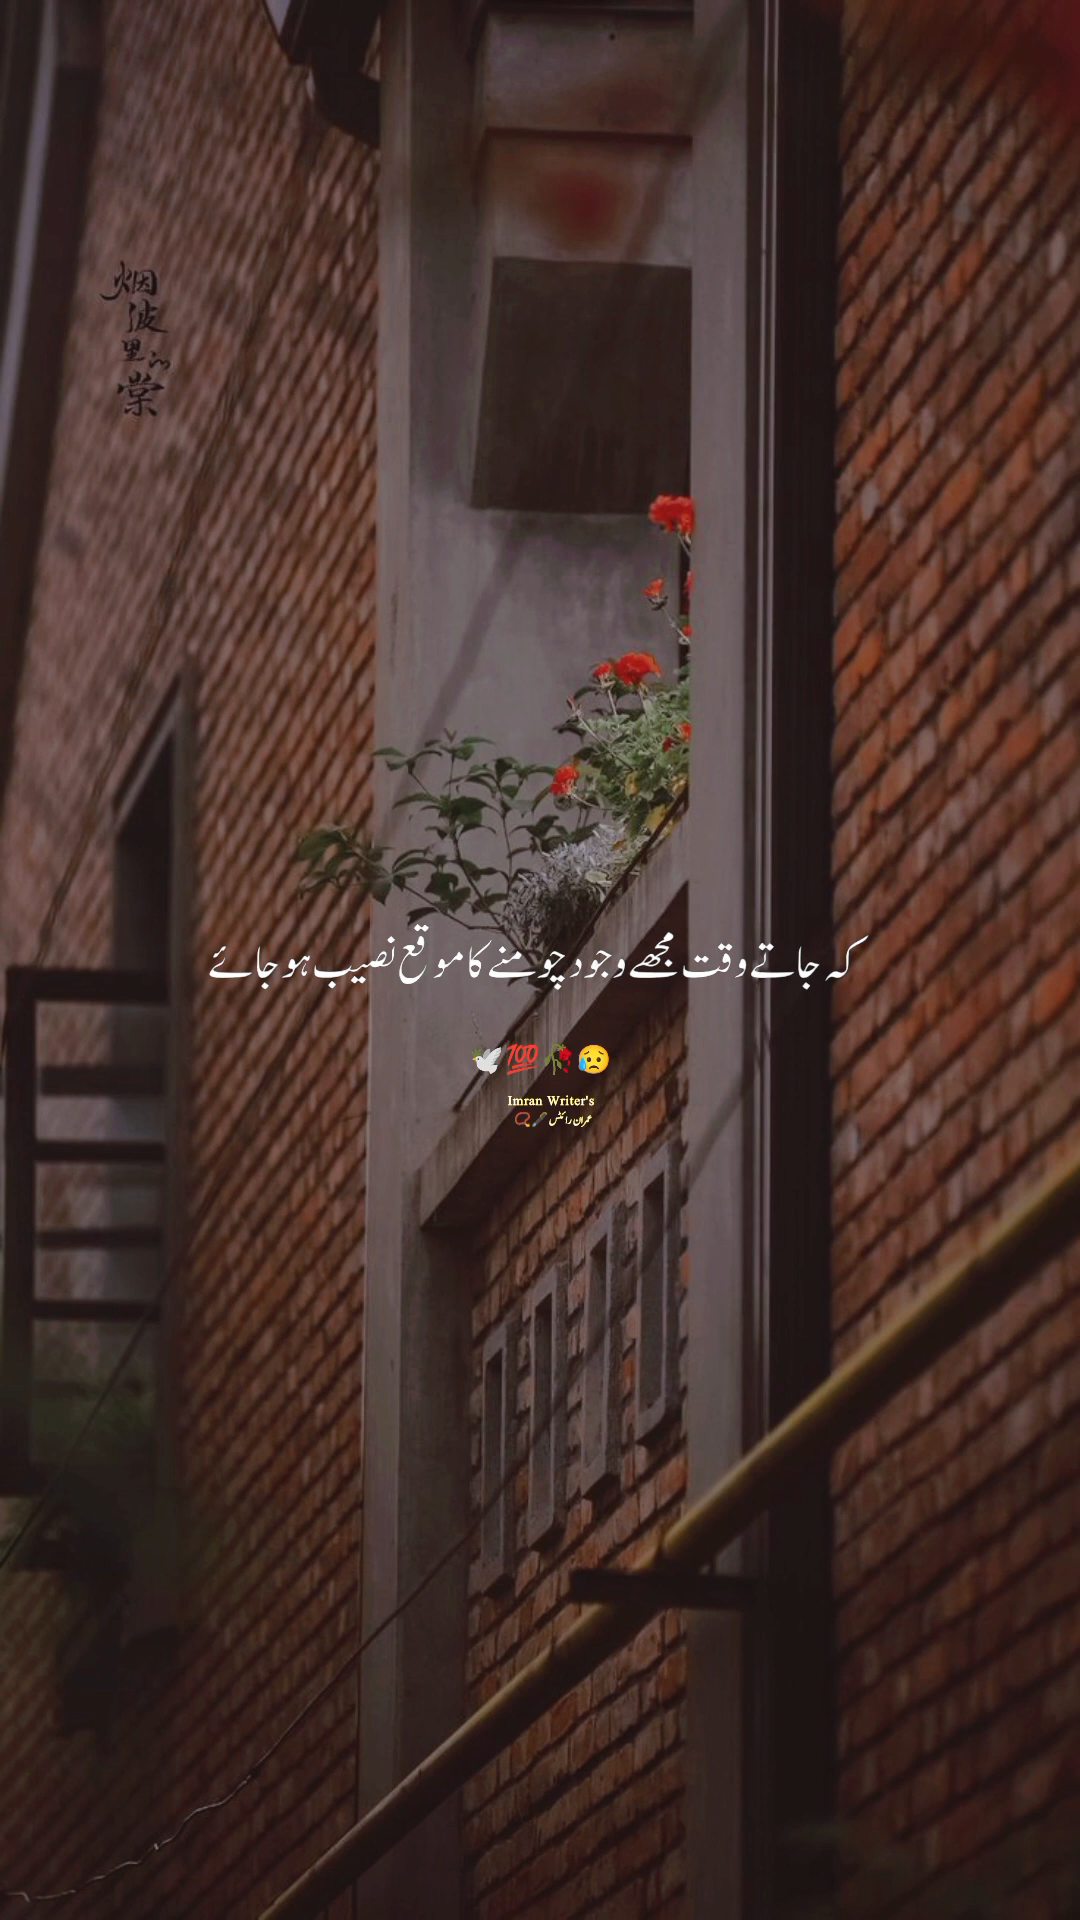 烟波里的棠
کہ جاتے وقت مجھے وجود چومنے کا موقع نصیب ہو جائے
🕊️💯🥀😥
Imran Writer's
عمران رائٹس 🖋️📿